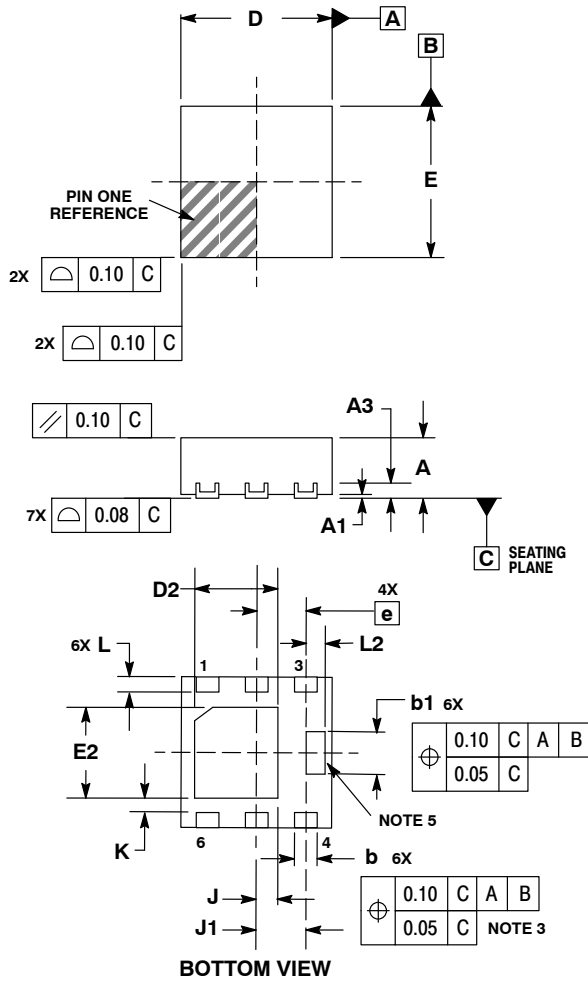 D
A
B
E
PIN ONE
REFERENCE
2X ⌓ 0.10 C
2X ⌓ 0.10 C
// 0.10 C
A3
A
7X ⌓ 0.08 C
A1
C SEATING
PLANE
D2
4X
e
6X L
1
3
L2
b1 6X
⌖ 0.10 C A B
0.05 C
E2
NOTE 5
K
6
4
b 6X
J
⌖ 0.10 C A B
0.05 C NOTE 3
J1
BOTTOM VIEW